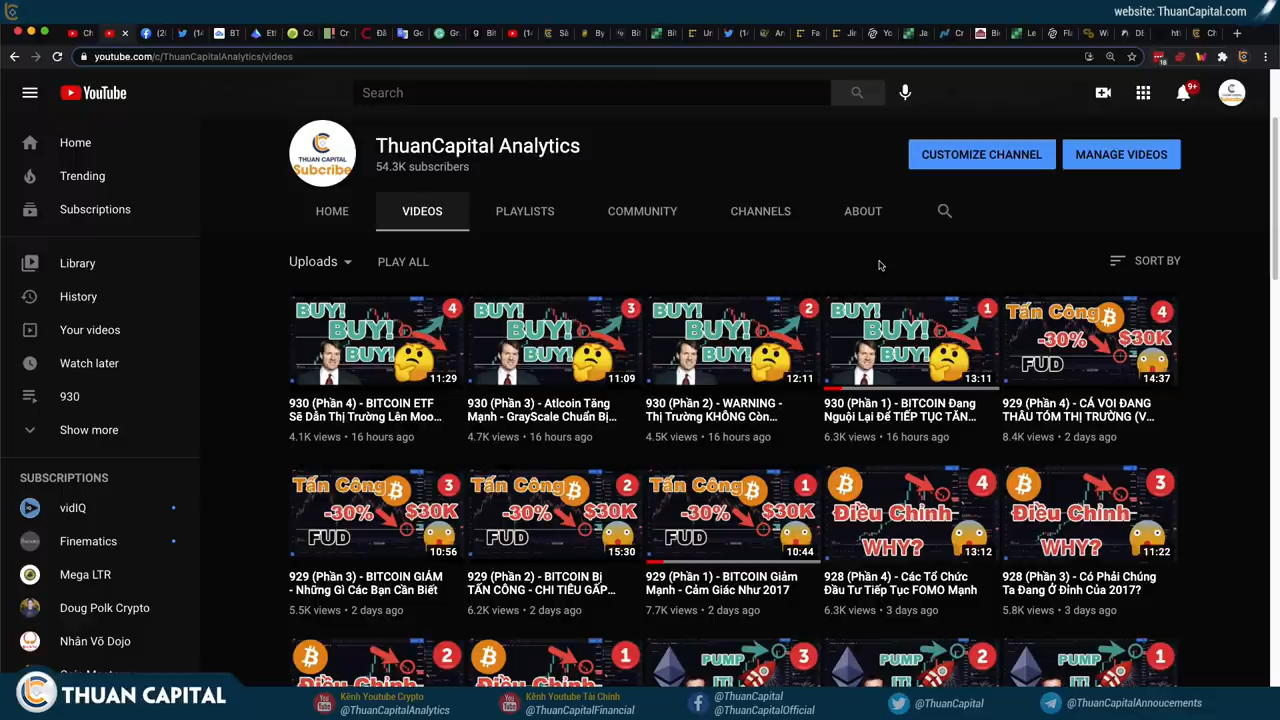 website: ThuanCapital.com
youtube.com/c/ThuanCapitalAnalytics/videos
YouTube
Search
9+
Home
Trending
Subscriptions
Library
History
Your videos
Watch later
930
Show more
SUBSCRIPTIONS
vidIQ
Finematics
Mega LTR
Doug Polk Crypto
Nhân Võ Dojo
THUAN CAPITAL
Subcribe
ThuanCapital Analytics
54.3K subscribers
CUSTOMIZE CHANNEL
MANAGE VIDEOS
HOME
VIDEOS
PLAYLISTS
COMMUNITY
CHANNELS
ABOUT
Uploads
PLAY ALL
SORT BY
BUY!
BUY!
BUY!
4
11:29
930 (Phần 4) - BITCOIN ETF
Sẽ Dẫn Thị Trường Lên Moo...
4.1K views • 16 hours ago
BUY!
BUY!
BUY!
3
11:09
930 (Phần 3) - Altcoin Tăng
Mạnh - GrayScale Chuẩn Bị...
4.7K views • 16 hours ago
BUY!
BUY!
BUY!
2
12:11
930 (Phần 2) - WARNING -
Thị Trường KHÔNG Còn...
4.5K views • 16 hours ago
BUY!
BUY!
BUY!
1
13:11
930 (Phần 1) - BITCOIN Đang
Nguội Lại Để TIẾP TỤC TĂN...
6.3K views • 16 hours ago
Tấn Công
4
-30%
$30K
FUD
14:37
929 (Phần 4) - CÁ VOI ĐANG
THÂU TÓM THỊ TRƯỜNG (V...
8.4K views • 2 days ago
Tấn Công
3
-30%
$30K
FUD
10:56
929 (Phần 3) - BITCOIN GIẢM
- Những Gì Các Bạn Cần Biết
5.5K views • 2 days ago
Tấn Công
2
-30%
$30K
FUD
15:30
929 (Phần 2) - BITCOIN Bị
TẤN CÔNG - CHI TIÊU GẤP...
6.2K views • 2 days ago
Tấn Công
1
-30%
$30K
FUD
10:44
929 (Phần 1) - BITCOIN Giảm
Mạnh - Cảm Giác Như 2017
7.7K views • 2 days ago
4
Điều Chỉnh
WHY?
13:12
928 (Phần 4) - Các Tổ Chức
Đầu Tư Tiếp Tục FOMO Mạnh
6.3K views • 3 days ago
3
Điều Chỉnh
WHY?
11:22
928 (Phần 3) - Có Phải Chúng
Ta Đang Ở Đỉnh Của 2017?
5.8K views • 3 days ago
2
1
PUMP
3
PUMP
2
PUMP
1
THUAN CAPITAL
Kênh Youtube Crypto
@ThuanCapitalAnalytics
Kênh Youtube Tài Chính
@ThuanCapitalFinancial
@ThuanCapital
@ThuanCapitalOfficial
@ThuanCapital
@ThuanCapitalAnnoucements